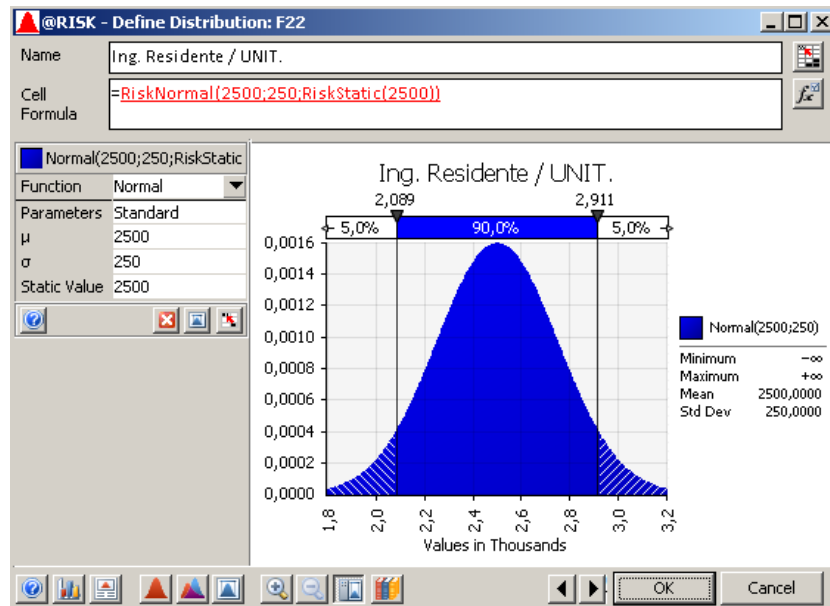 @RISK - Define Distribution: F22
Name
Ing. Residente / UNIT.
Cell Formula
=RiskNormal(2500;250;RiskStatic(2500))
Normal(2500;250;RiskStatic
Function Normal
Parameters Standard
μ 2500
σ 250
Static Value 2500
Ing. Residente / UNIT.
2,089 2,911
5,0% 90,0% 5,0%
0,0016
0,0014
0,0012
0,0010
0,0008
0,0006
0,0004
0,0002
0,0000
1,8 2,0 2,2 2,4 2,6 2,8 3,0 3,2
Values in Thousands
Normal(2500;250)
Minimum -∞
Maximum +∞
Mean 2500,0000
Std Dev 250,0000
OK Cancel